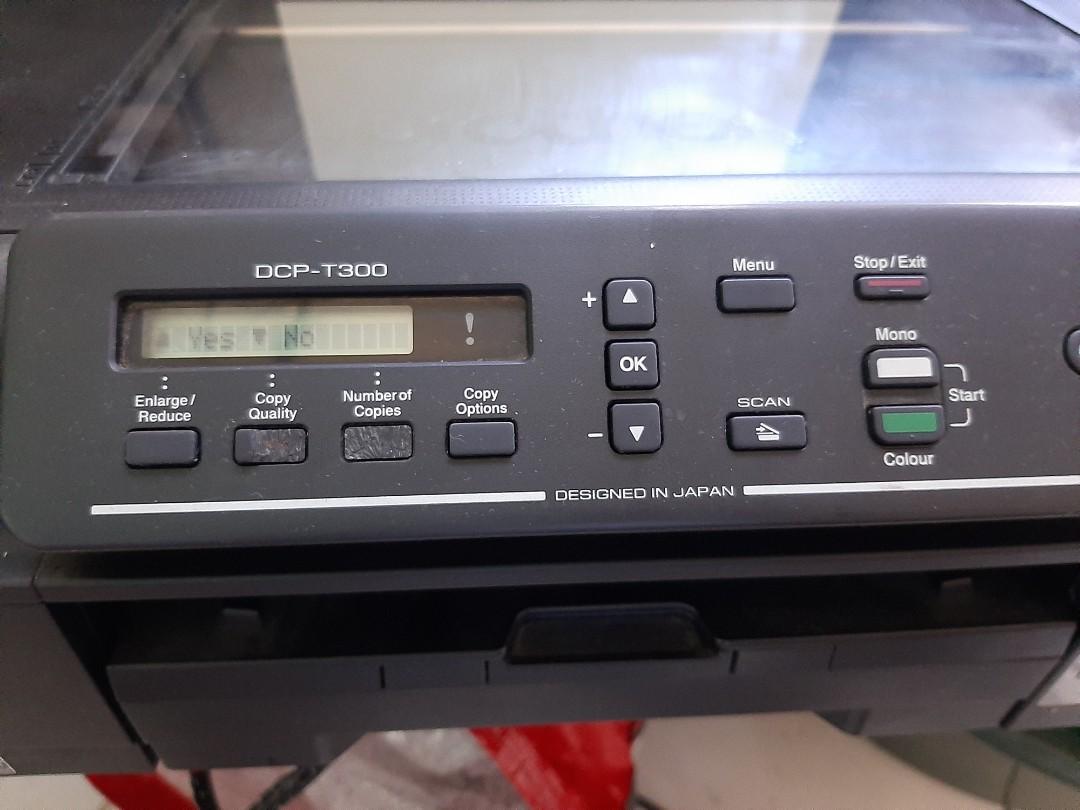 DCP-T300
▲ Yes ▼ No
!
Enlarge /
Reduce
Copy
Quality
Number of
Copies
Copy
Options
+
OK
−
Menu
SCAN
Stop / Exit
Mono
Start
Colour
DESIGNED IN JAPAN